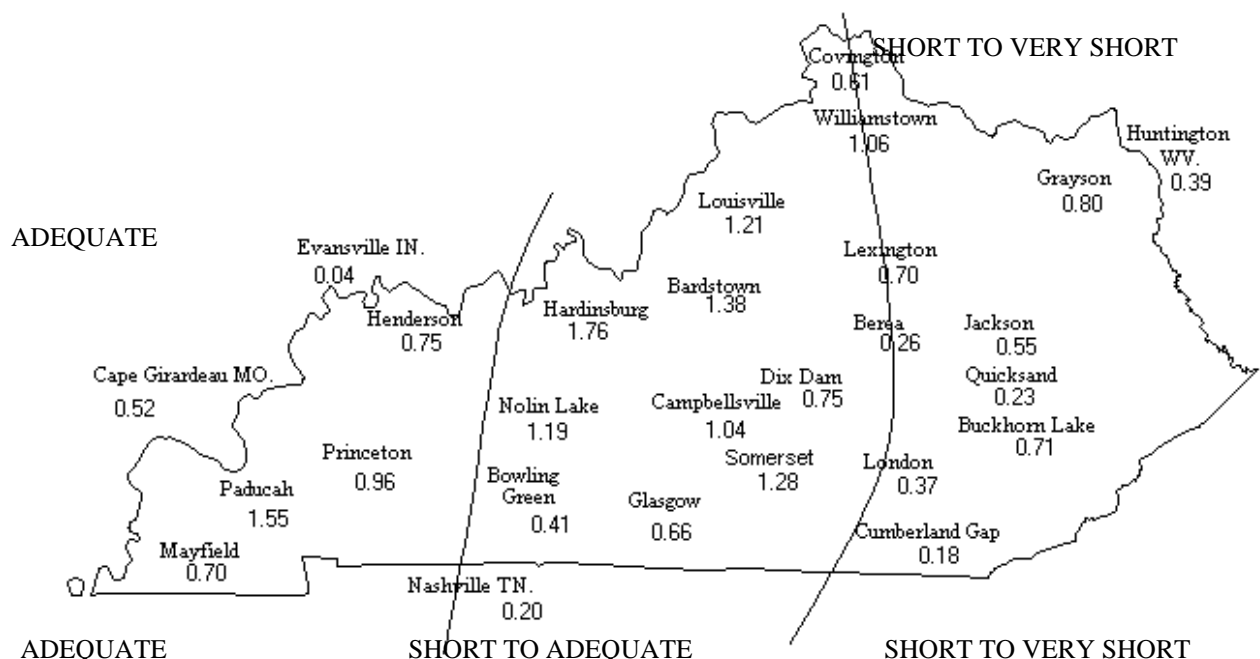 SHORT TO VERY SHORT
Covington
0.61
Williamstown
1.06
Huntington
WV.
0.39
Grayson
0.80
Louisville
1.21
ADEQUATE
Evansville IN.
0.04
Lexington
0.70
Bardstown
1.38
Hardinsburg
1.76
Henderson
0.75
Berea
0.26
Jackson
0.55
Cape Girardeau MO.
0.52
Dix Dam
0.75
Quicksand
0.23
Nolin Lake
1.19
Campbellsville
1.04
Buckhorn Lake
0.71
Princeton
0.96
Somerset
1.28
London
0.37
Paducah
1.55
Bowling
Green
0.41
Glasgow
0.66
Cumberland Gap
0.18
Mayfield
0.70
Nashville TN.
0.20
ADEQUATE
SHORT TO ADEQUATE
SHORT TO VERY SHORT